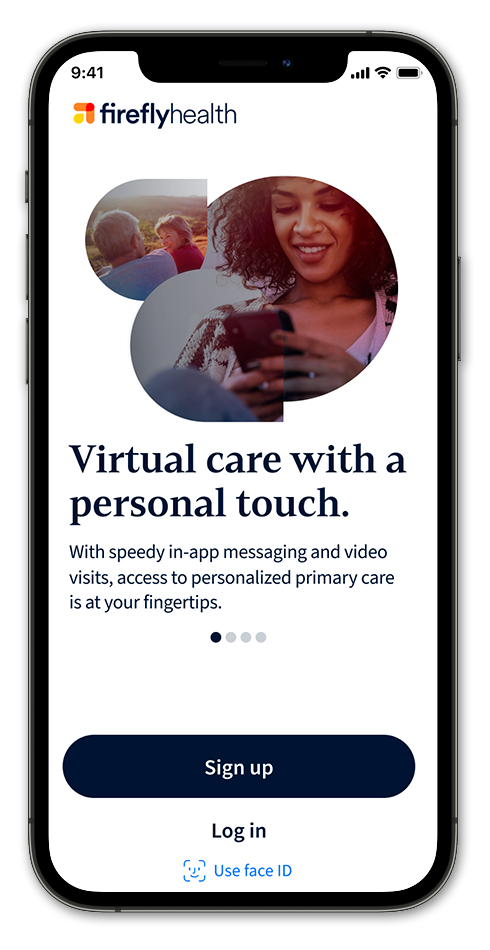 9:41
fireflyhealth
Virtual care with a
personal touch.
With speedy in-app messaging and video
visits, access to personalized primary care
is at your fingertips.
Sign up
Log in
Use face ID